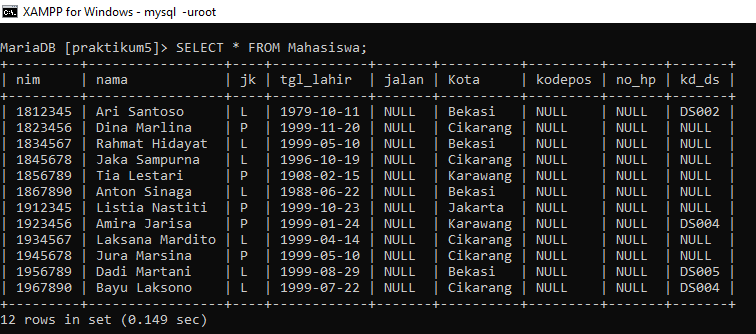 XAMPP for Windows - mysql -uroot
MariaDB [praktikum5]> SELECT * FROM Mahasiswa;
+---------+------------------+----+------------+-------+----------+---------+-------+-------+
| nim     | nama             | jk | tgl_lahir  | jalan | Kota     | kodepos | no_hp | kd_ds |
+---------+------------------+----+------------+-------+----------+---------+-------+-------+
| 1812345 | Ari Santoso      | L  | 1979-10-11 | NULL  | Bekasi   | NULL    | NULL  | DS002 |
| 1823456 | Dina Marlina     | P  | 1999-11-20 | NULL  | Cikarang | NULL    | NULL  | NULL  |
| 1834567 | Rahmat Hidayat   | L  | 1999-05-10 | NULL  | Bekasi   | NULL    | NULL  | NULL  |
| 1845678 | Jaka Sampurna    | L  | 1996-10-19 | NULL  | Cikarang | NULL    | NULL  | NULL  |
| 1856789 | Tia Lestari      | P  | 1908-02-15 | NULL  | Karawang | NULL    | NULL  | NULL  |
| 1867890 | Anton Sinaga     | L  | 1988-06-22 | NULL  | Bekasi   | NULL    | NULL  | NULL  |
| 1912345 | Listia Nastiti   | P  | 1999-10-23 | NULL  | Jakarta  | NULL    | NULL  | NULL  |
| 1923456 | Amira Jarisa     | P  | 1999-01-24 | NULL  | Karawang | NULL    | NULL  | DS004 |
| 1934567 | Laksana Mardito  | L  | 1999-04-14 | NULL  | Cikarang | NULL    | NULL  | NULL  |
| 1945678 | Jura Marsina     | P  | 1999-05-10 | NULL  | Cikarang | NULL    | NULL  | NULL  |
| 1956789 | Dadi Martani     | L  | 1999-08-29 | NULL  | Bekasi   | NULL    | NULL  | DS005 |
| 1967890 | Bayu Laksono     | L  | 1999-07-22 | NULL  | Cikarang | NULL    | NULL  | DS004 |
+---------+------------------+----+------------+-------+----------+---------+-------+-------+
12 rows in set (0.149 sec)